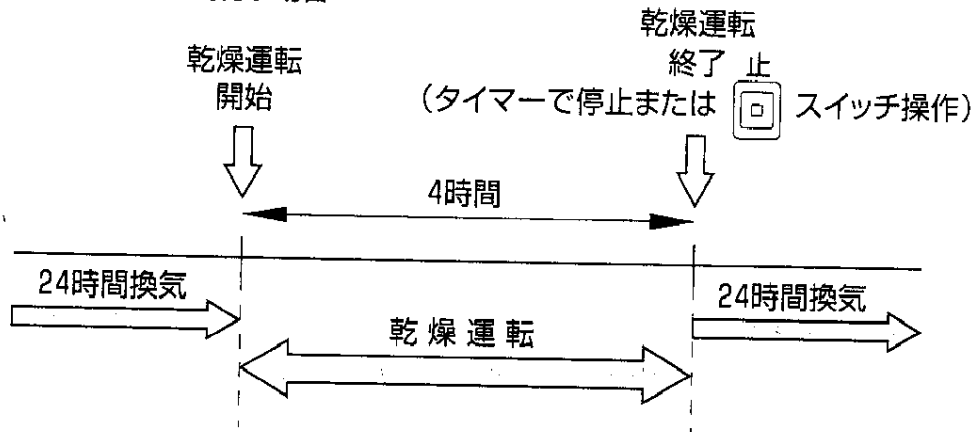 乾燥運転
開始
乾燥運転
終了 止
(タイマーで停止または スイッチ操作)
4時間
24時間換気
24時間換気
乾燥運転